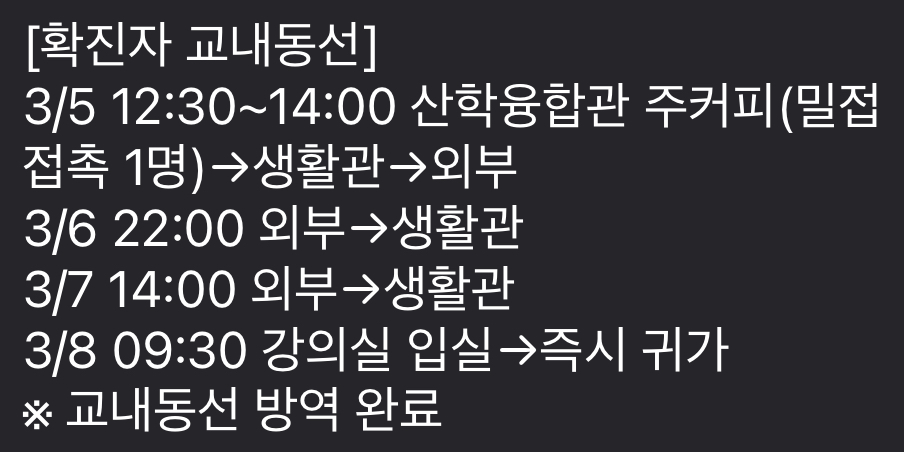 [확진자 교내동선]
3/5 12:30~14:00 산학융합관 주커피(밀접
접촉 1명)→생활관→외부
3/6 22:00 외부→생활관
3/7 14:00 외부→생활관
3/8 09:30 강의실 입실→즉시 귀가
※ 교내동선 방역 완료